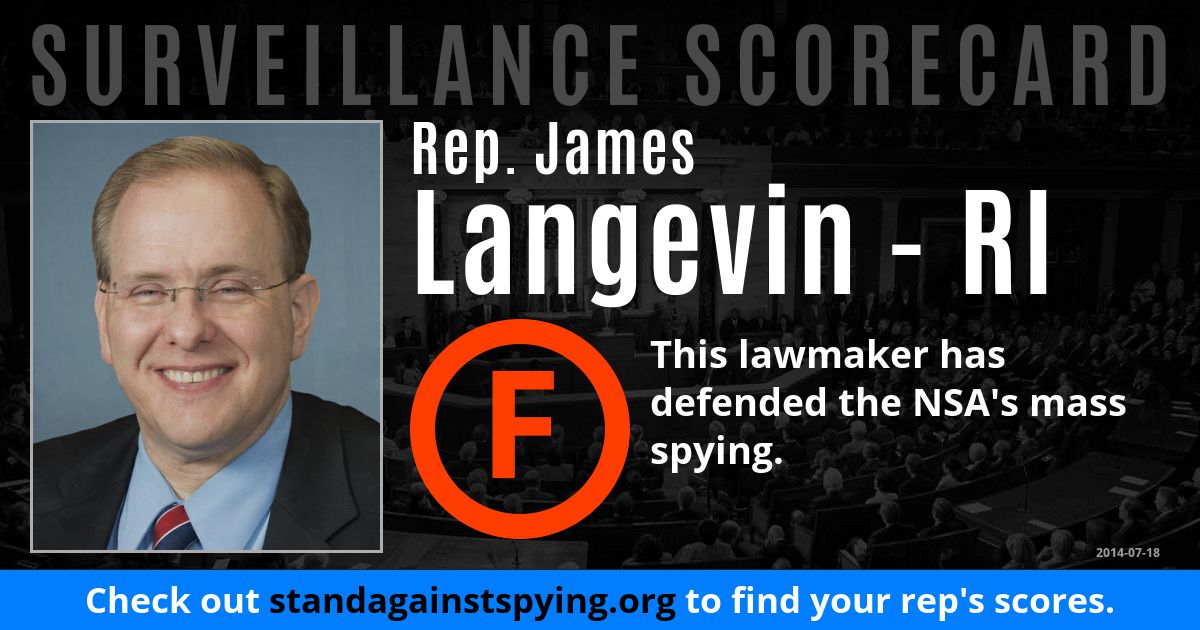 SURVEILLANCE SCORECARD
Rep. James
Langevin - RI
F
This lawmaker has
defended the NSA's mass
spying.
2014-07-18
Check out standagainstspying.org to find your rep's scores.